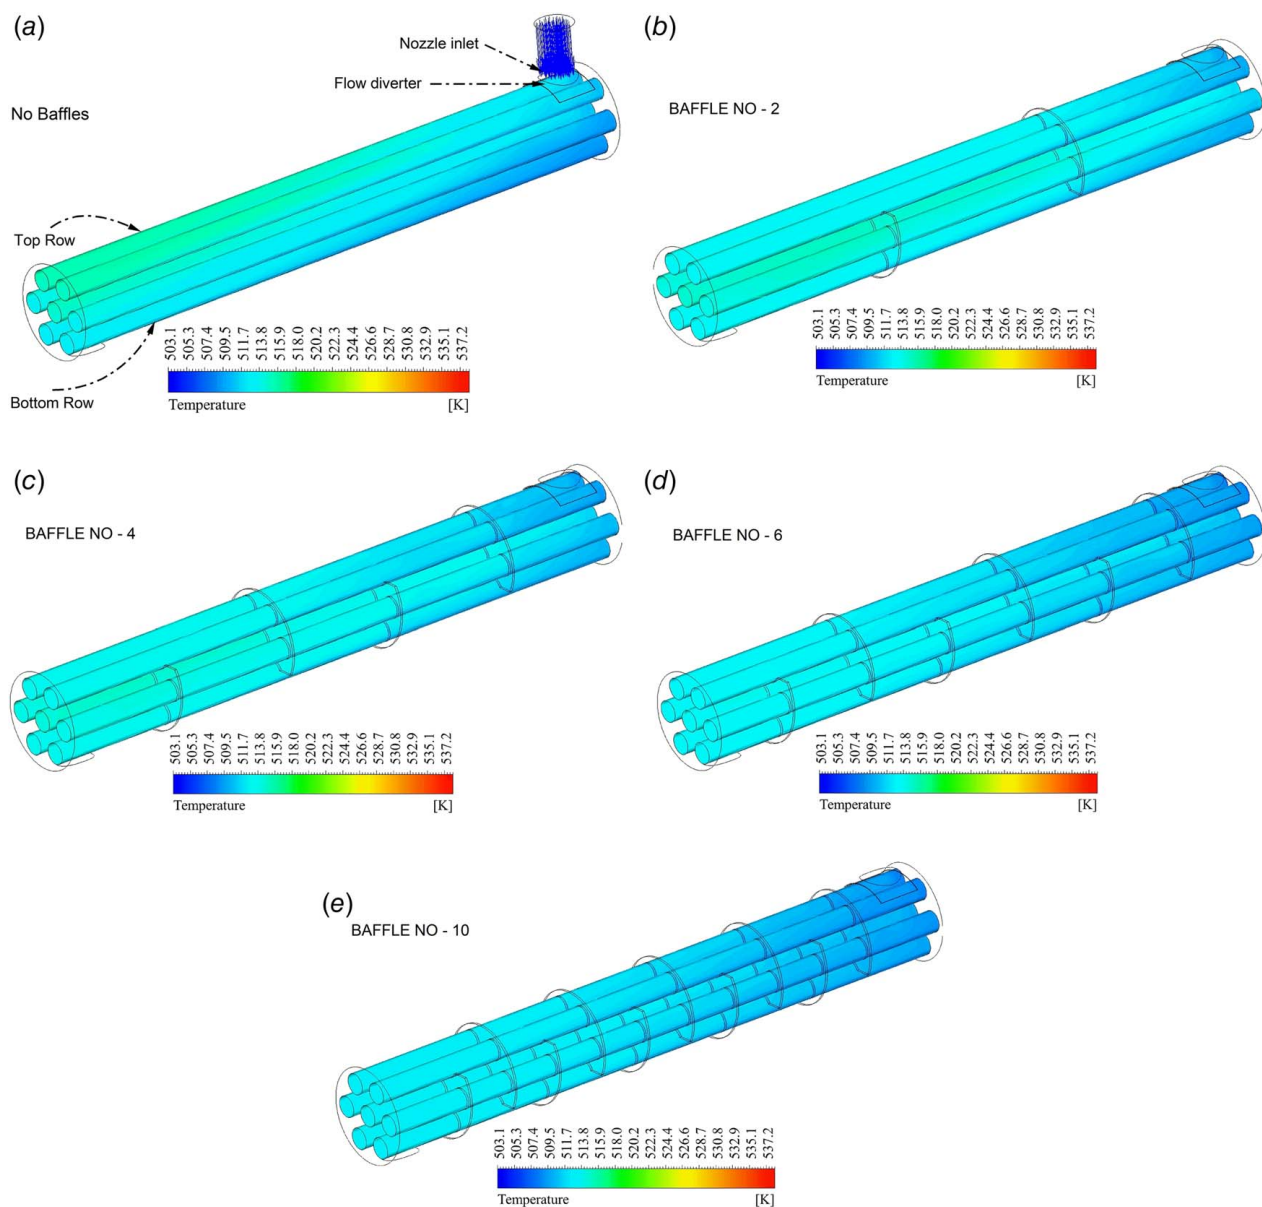 (a)
Nozzle inlet
Flow diverter
No Baffles
Top Row
Bottom Row
503.1 505.3 507.4 509.5 511.7 513.8 515.9 518.0 520.2 522.3 524.4 526.6 528.7 530.8 532.9 535.1 537.2
Temperature [K]
(b)
BAFFLE NO - 2
503.1 505.3 507.4 509.5 511.7 513.8 515.9 518.0 520.2 522.3 524.4 526.6 528.7 530.8 532.9 535.1 537.2
Temperature [K]
(c)
BAFFLE NO - 4
503.1 505.3 507.4 509.5 511.7 513.8 515.9 518.0 520.2 522.3 524.4 526.6 528.7 530.8 532.9 535.1 537.2
Temperature [K]
(d)
BAFFLE NO - 6
503.1 505.3 507.4 509.5 511.7 513.8 515.9 518.0 520.2 522.3 524.4 526.6 528.7 530.8 532.9 535.1 537.2
Temperature [K]
(e)
BAFFLE NO - 10
503.1 505.3 507.4 509.5 511.7 513.8 515.9 518.0 520.2 522.3 524.4 526.6 528.7 530.8 532.9 535.1 537.2
Temperature [K]